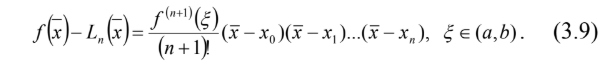 f(x̅) − Lₙ(x̅) = f⁽ⁿ⁺¹⁾(ξ) / (n+1)! (x̅ − x₀)(x̅ − x₁)...(x̅ − xₙ), ξ ∈ (a,b). (3.9)